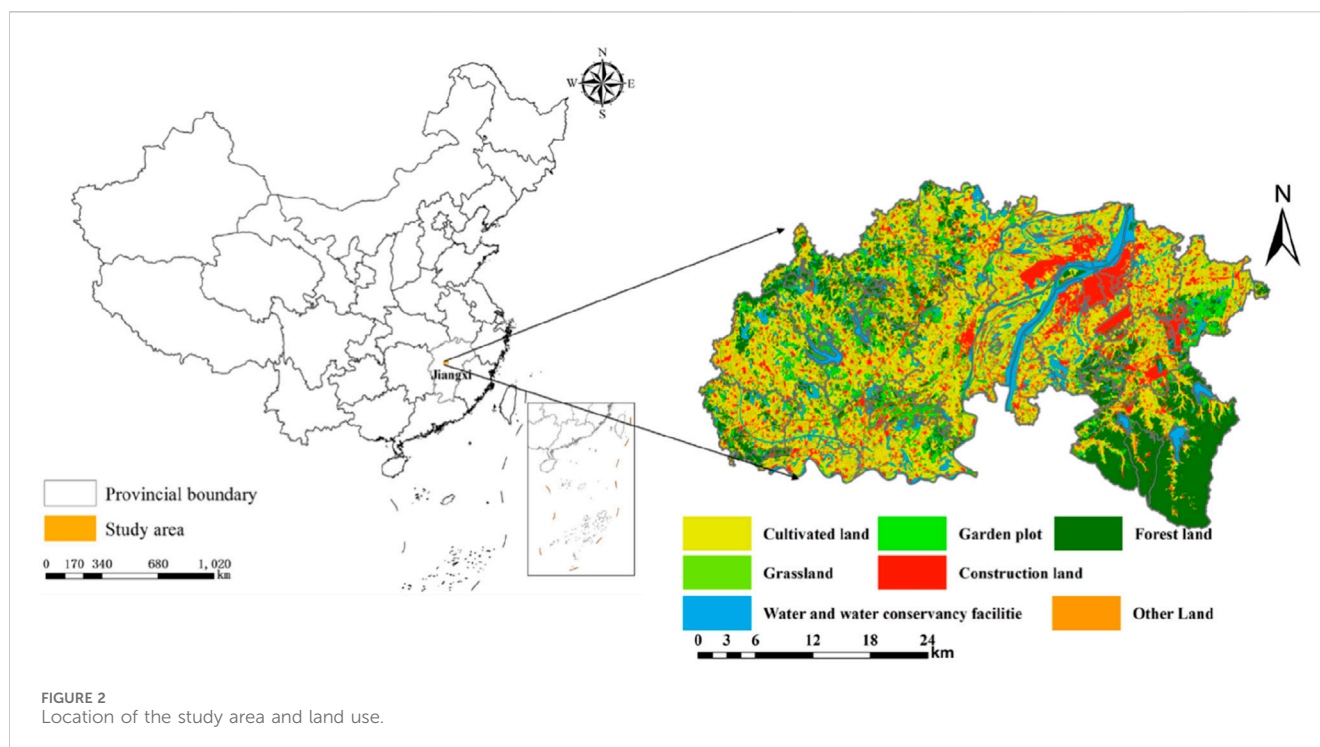 N
W E
S
N
Jiangxi
Provincial boundary
Study area
0 170 340 680 1,020
km
Cultivated land Garden plot Forest land
Grassland Construction land
Water and water conservancy facilitie Other Land
0 3 6 12 18 24
km
FIGURE 2
Location of the study area and land use.